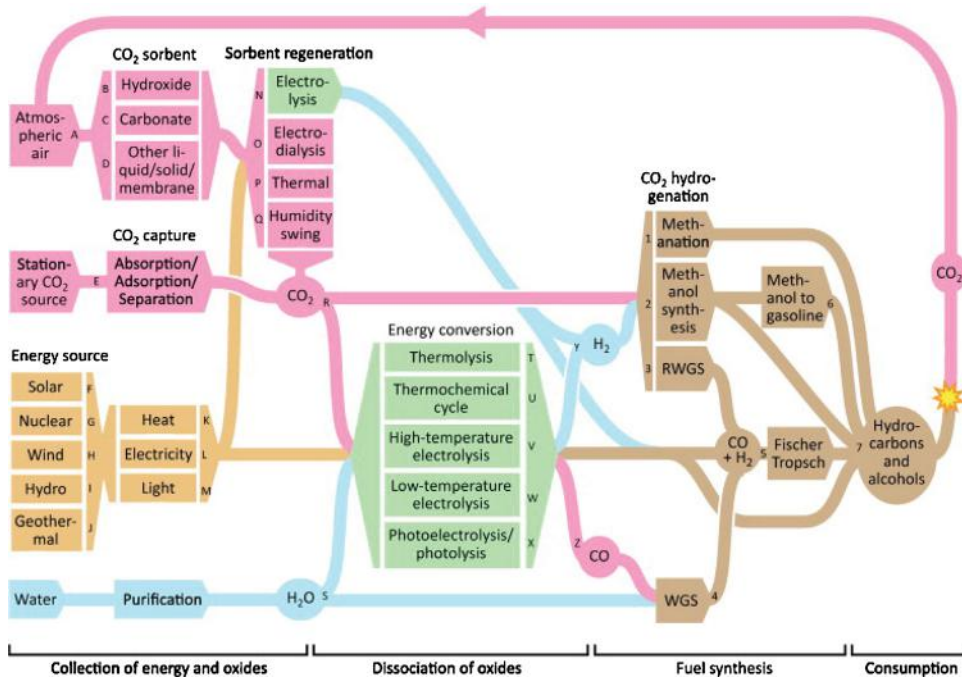 CO₂ sorbent
Sorbent regeneration
Atmos-
pheric
air
A
B
C
D
Hydroxide
Carbonate
Other li-
quid/solid/
membrane
N
O
P
Q
Electro-
lysis
Electro-
dialysis
Thermal
Humidity
swing
CO₂ capture
Station-
ary CO₂
source
E
Absorption/
Adsorption/
Separation
CO₂
R
Energy source
Solar
Nuclear
Wind
Hydro
Geother-
mal
F
G
H
I
J
Heat
Electricity
Light
K
L
M
Water
Purification
H₂O
S
Energy conversion
Thermolysis
Thermochemical
cycle
High-temperature
electrolysis
Low-temperature
electrolysis
Photoelectrolysis/
photolysis
T
U
V
W
X
Y
H₂
Z
CO
CO₂ hydro-
genation
1
2
3
Meth-
anation
Meth-
anol syn-
thesis
RWGS
Meth-
anol to
gasoline
6
CO
+ H₂
5
Fischer
Tropsch
7
WGS
4
Hydro-
carbons
and
alcohols
CO₂
Collection of energy and oxides
Dissociation of oxides
Fuel synthesis
Consumption